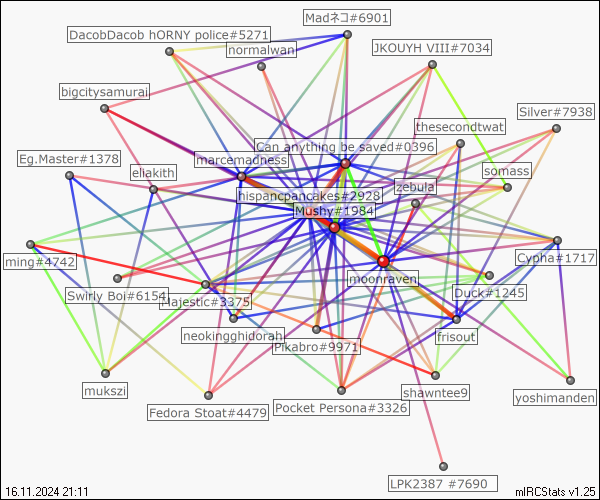 Madネコ#6901
DacobDacob hORNY police#5271
normalwan
JKOUYH VIII#7034
bigcitysamurai
Silver#7938
thesecondtwat
Can anything be saved#0396
Eg.Master#1378
marcemadness
eliakith
somass
zebula
hispancpancakes#2928
Mushy#1984
ming#4742
Cypha#1717
moonraven
Swirly Boi#6154
Majestic#3375
Duck#1245
neokingghidorah
frisout
Pikabro#9971
mukszi
shawntee9
yoshimanden
Fedora Stoat#4479
Pocket Persona#3326
LPK2387 #7690
16.11.2024 21:11
mIRCStats v1.25